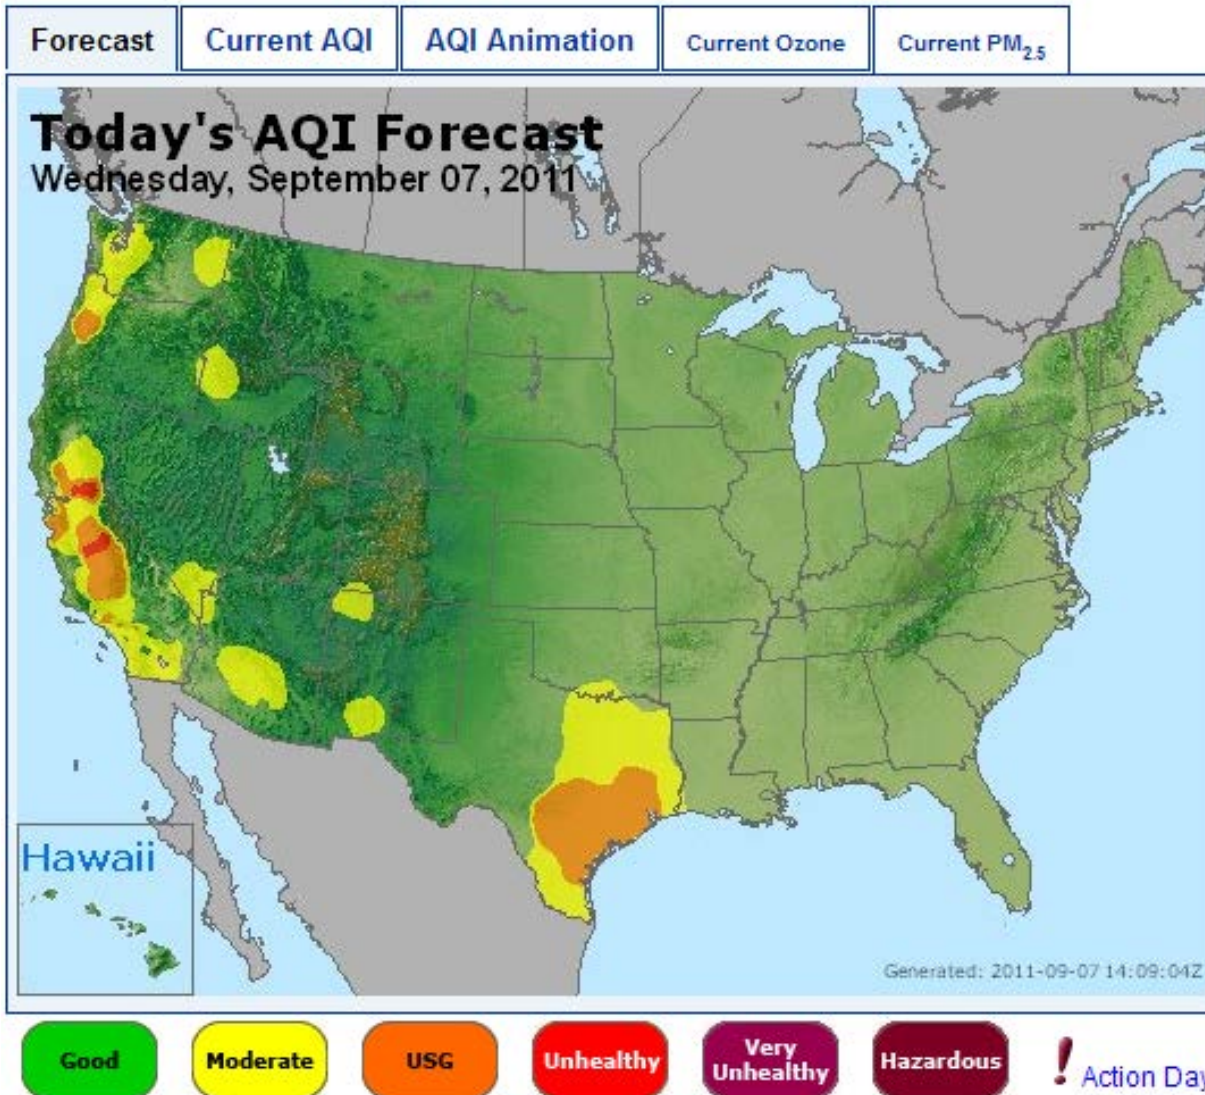 Forecast
Current AQI
AQI Animation
Current Ozone
Current PM2.5
Today's AQI Forecast
Wednesday, September 07, 2011
Hawaii
Generated: 2011-09-07 14:09:04Z
Good
Moderate
USG
Unhealthy
Very
Unhealthy
Hazardous
! Action Day